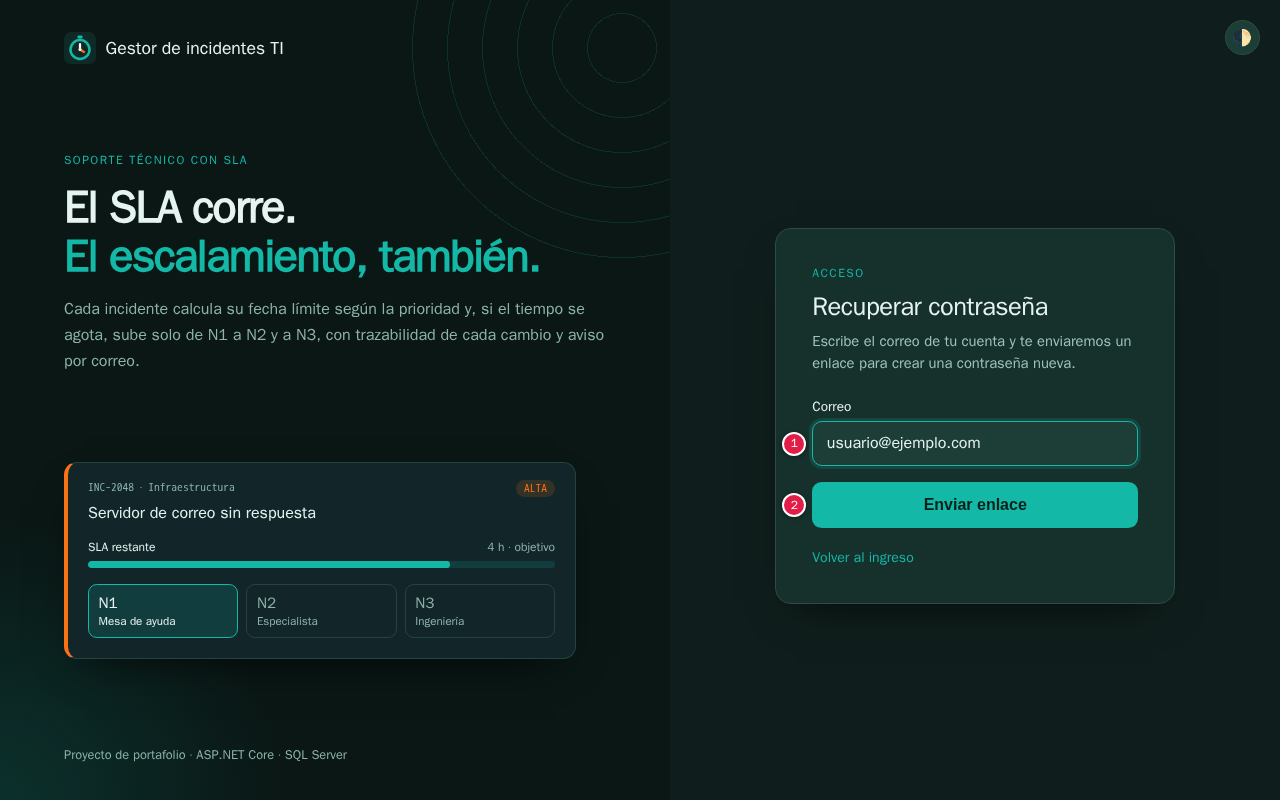 Gestor de incidentes TI
SOPORTE TÉCNICO CON SLA
El SLA corre.
El escalamiento, también.
Cada incidente calcula su fecha límite según la prioridad y, si el tiempo se
agota, sube solo de N1 a N2 y a N3, con trazabilidad de cada cambio y aviso
por correo.
INC-2048 · Infraestructura
ALTA
Servidor de correo sin respuesta
SLA restante
4 h · objetivo
N1
Mesa de ayuda
N2
Especialista
N3
Ingeniería
Proyecto de portafolio · ASP.NET Core · SQL Server
ACCESO
Recuperar contraseña
Escribe el correo de tu cuenta y te enviaremos un
enlace para crear una contraseña nueva.
Correo
1
usuario@ejemplo.com
2
Enviar enlace
Volver al ingreso